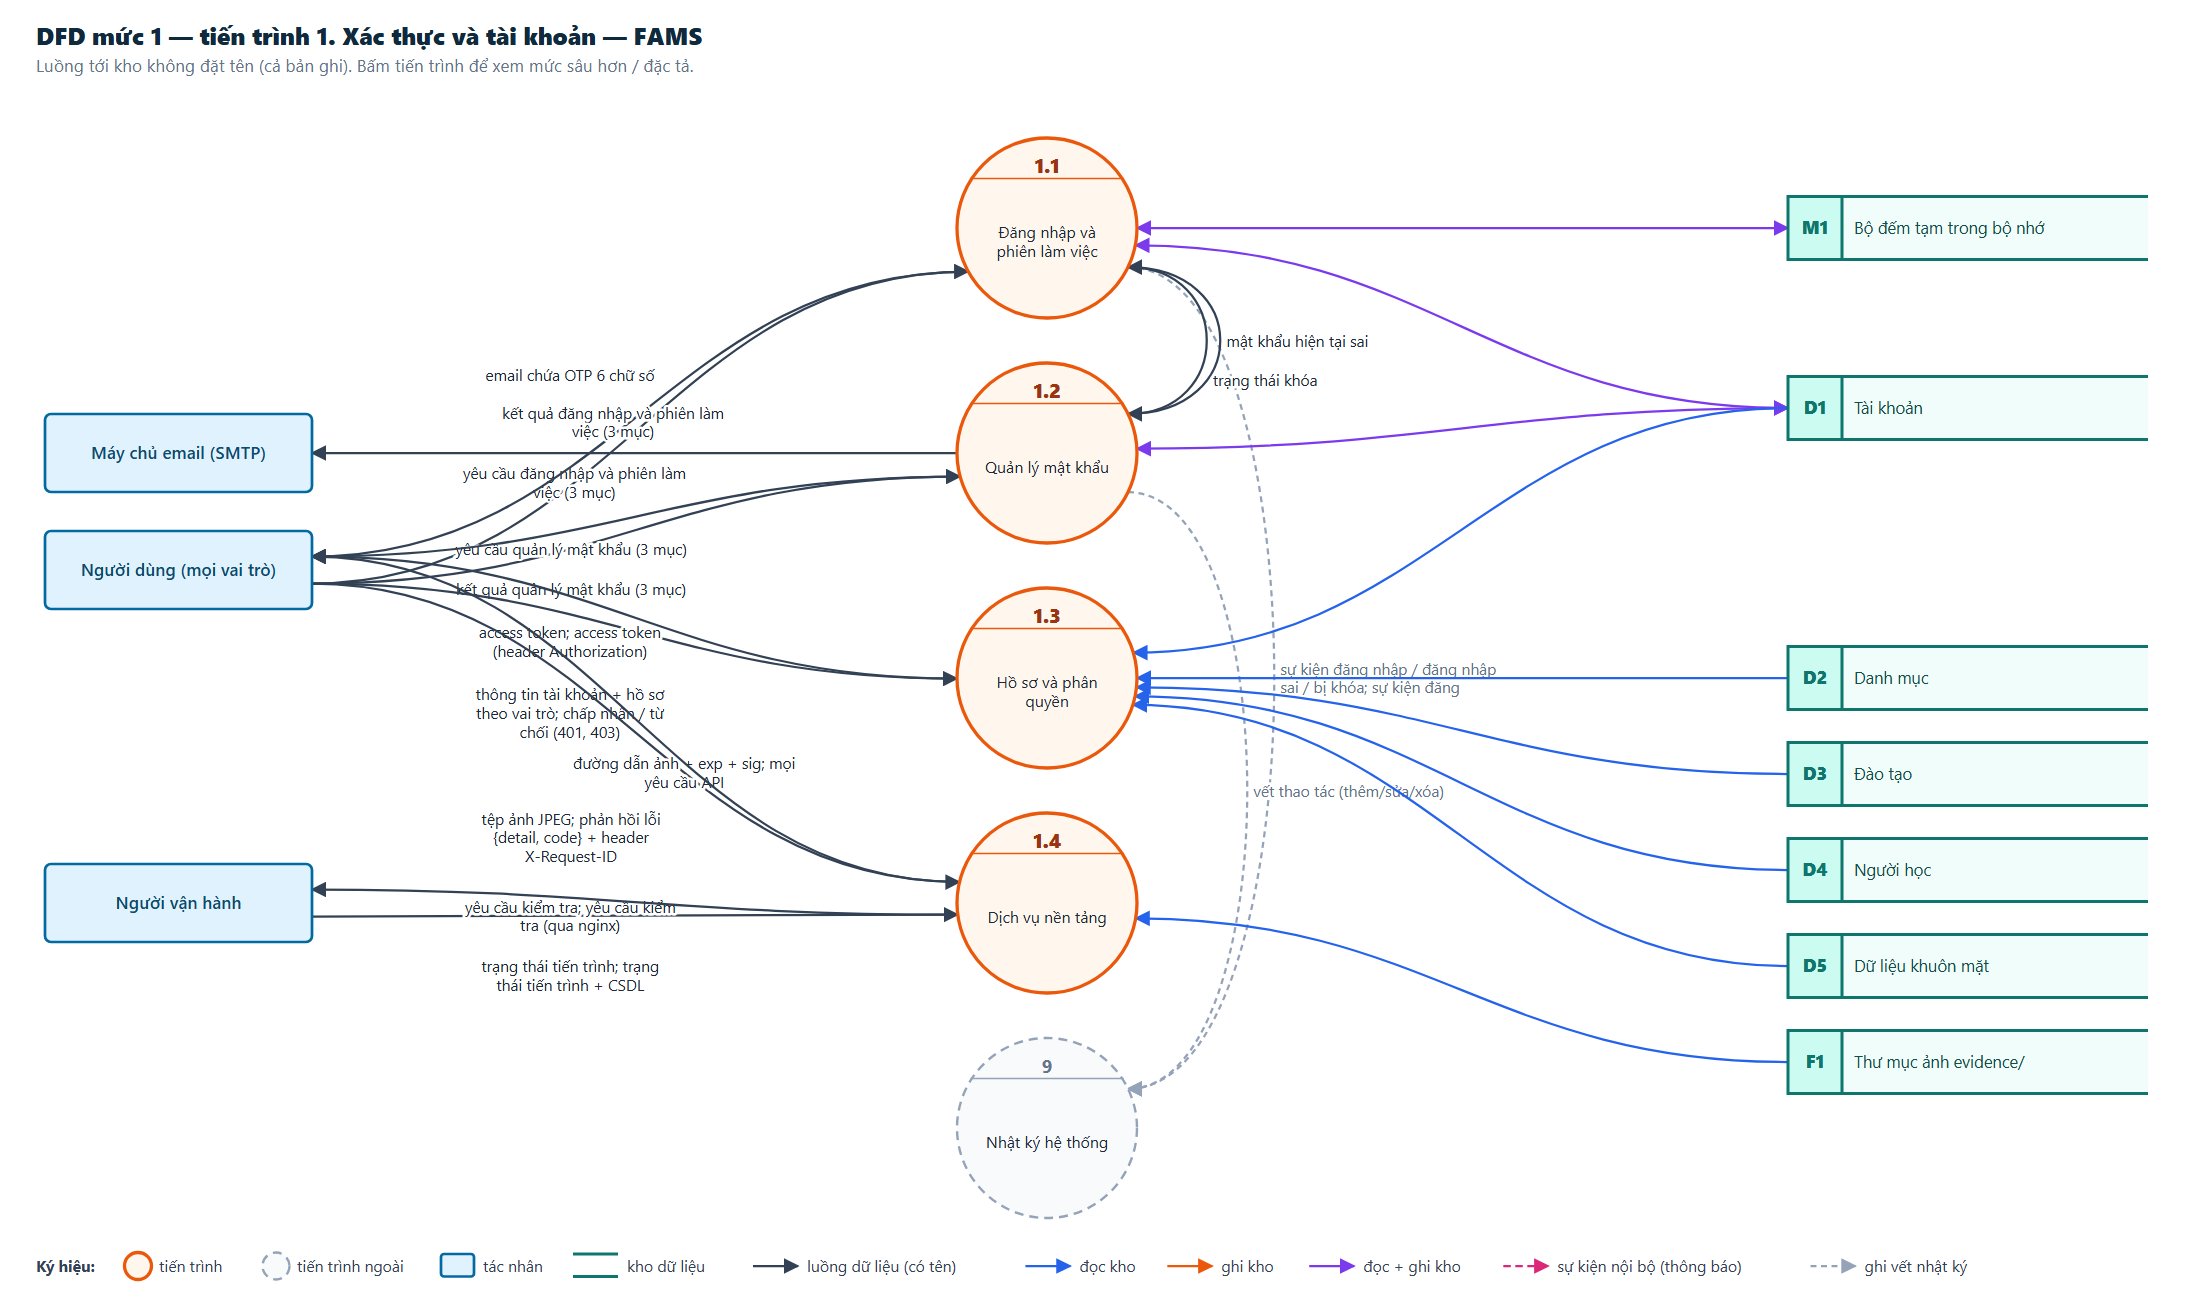 DFD mức 1 — tiến trình 1. Xác thực và tài khoản — FAMS
Luồng tới kho không đặt tên (cả bản ghi). Bấm tiến trình để xem mức sâu hơn / đặc tả.
1.1
Đăng nhập và
phiên làm việc
M1
Bộ đếm tạm trong bộ nhớ
mật khẩu hiện tại sai
trạng thái khóa
email chứa OTP 6 chữ số
kết quả đăng nhập và phiên làm
việc (3 mục)
1.2
Quản lý mật khẩu
D1
Tài khoản
Máy chủ email (SMTP)
yêu cầu đăng nhập và phiên làm
việc (3 mục)
Người dùng (mọi vai trò)
yêu cầu quản lý mật khẩu (3 mục)
kết quả quản lý mật khẩu (3 mục)
access token; access token
(header Authorization)
1.3
Hồ sơ và phân
quyền
sự kiện đăng nhập / đăng nhập
sai / bị khóa; sự kiện đăng
D2
Danh mục
thông tin tài khoản + hồ sơ
theo vai trò; chấp nhận / từ
chối (401, 403)
đường dẫn ảnh + exp + sig; mọi
yêu cầu API
vết thao tác (thêm/sửa/xóa)
D3
Đào tạo
tệp ảnh JPEG; phản hồi lỗi
{detail, code} + header
X-Request-ID
1.4
Dịch vụ nền tảng
D4
Người học
Người vận hành
yêu cầu kiểm tra; yêu cầu kiểm
tra (qua nginx)
trạng thái tiến trình; trạng
thái tiến trình + CSDL
D5
Dữ liệu khuôn mặt
F1
Thư mục ảnh evidence/
9
Nhật ký hệ thống
Ký hiệu:
tiến trình
tiến trình ngoài
tác nhân
kho dữ liệu
luồng dữ liệu (có tên)
đọc kho
ghi kho
đọc + ghi kho
sự kiện nội bộ (thông báo)
ghi vết nhật ký